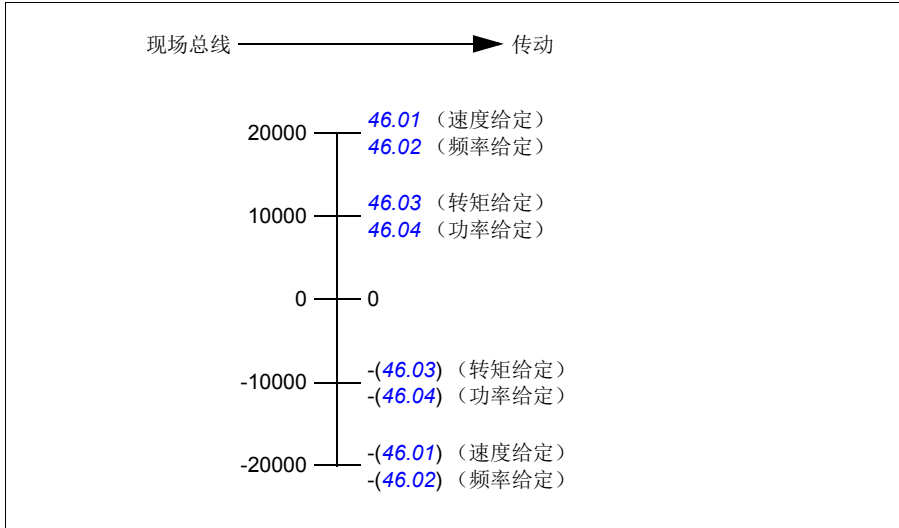 现场总线 传动
46.01（速度给定）
20000
46.02（频率给定）
46.03（转矩给定）
10000
46.04（功率给定）
0 0
-(46.03)（转矩给定）
-10000
-(46.04)（功率给定）
-(46.01)（速度给定）
-20000
-(46.02)（频率给定）